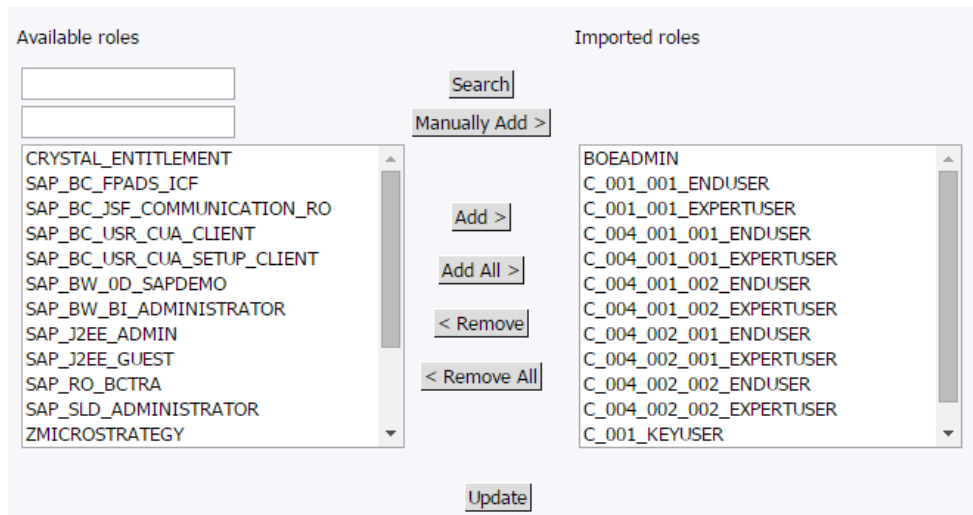 Available roles
Imported roles
Search
Manually Add >
CRYSTAL_ENTITLEMENT
SAP_BC_FPADS_ICF
SAP_BC_JSF_COMMUNICATION_RO
SAP_BC_USR_CUA_CLIENT
SAP_BC_USR_CUA_SETUP_CLIENT
SAP_BW_0D_SAPDEMO
SAP_BW_BI_ADMINISTRATOR
SAP_J2EE_ADMIN
SAP_J2EE_GUEST
SAP_RO_BCTRA
SAP_SLD_ADMINISTRATOR
ZMICROSTRATEGY
Add >
Add All >
< Remove
< Remove All
BOEADMIN
C_001_001_ENDUSER
C_001_001_EXPERTUSER
C_004_001_001_ENDUSER
C_004_001_001_EXPERTUSER
C_004_001_002_ENDUSER
C_004_001_002_EXPERTUSER
C_004_002_001_ENDUSER
C_004_002_001_EXPERTUSER
C_004_002_002_ENDUSER
C_004_002_002_EXPERTUSER
C_001_KEYUSER
Update